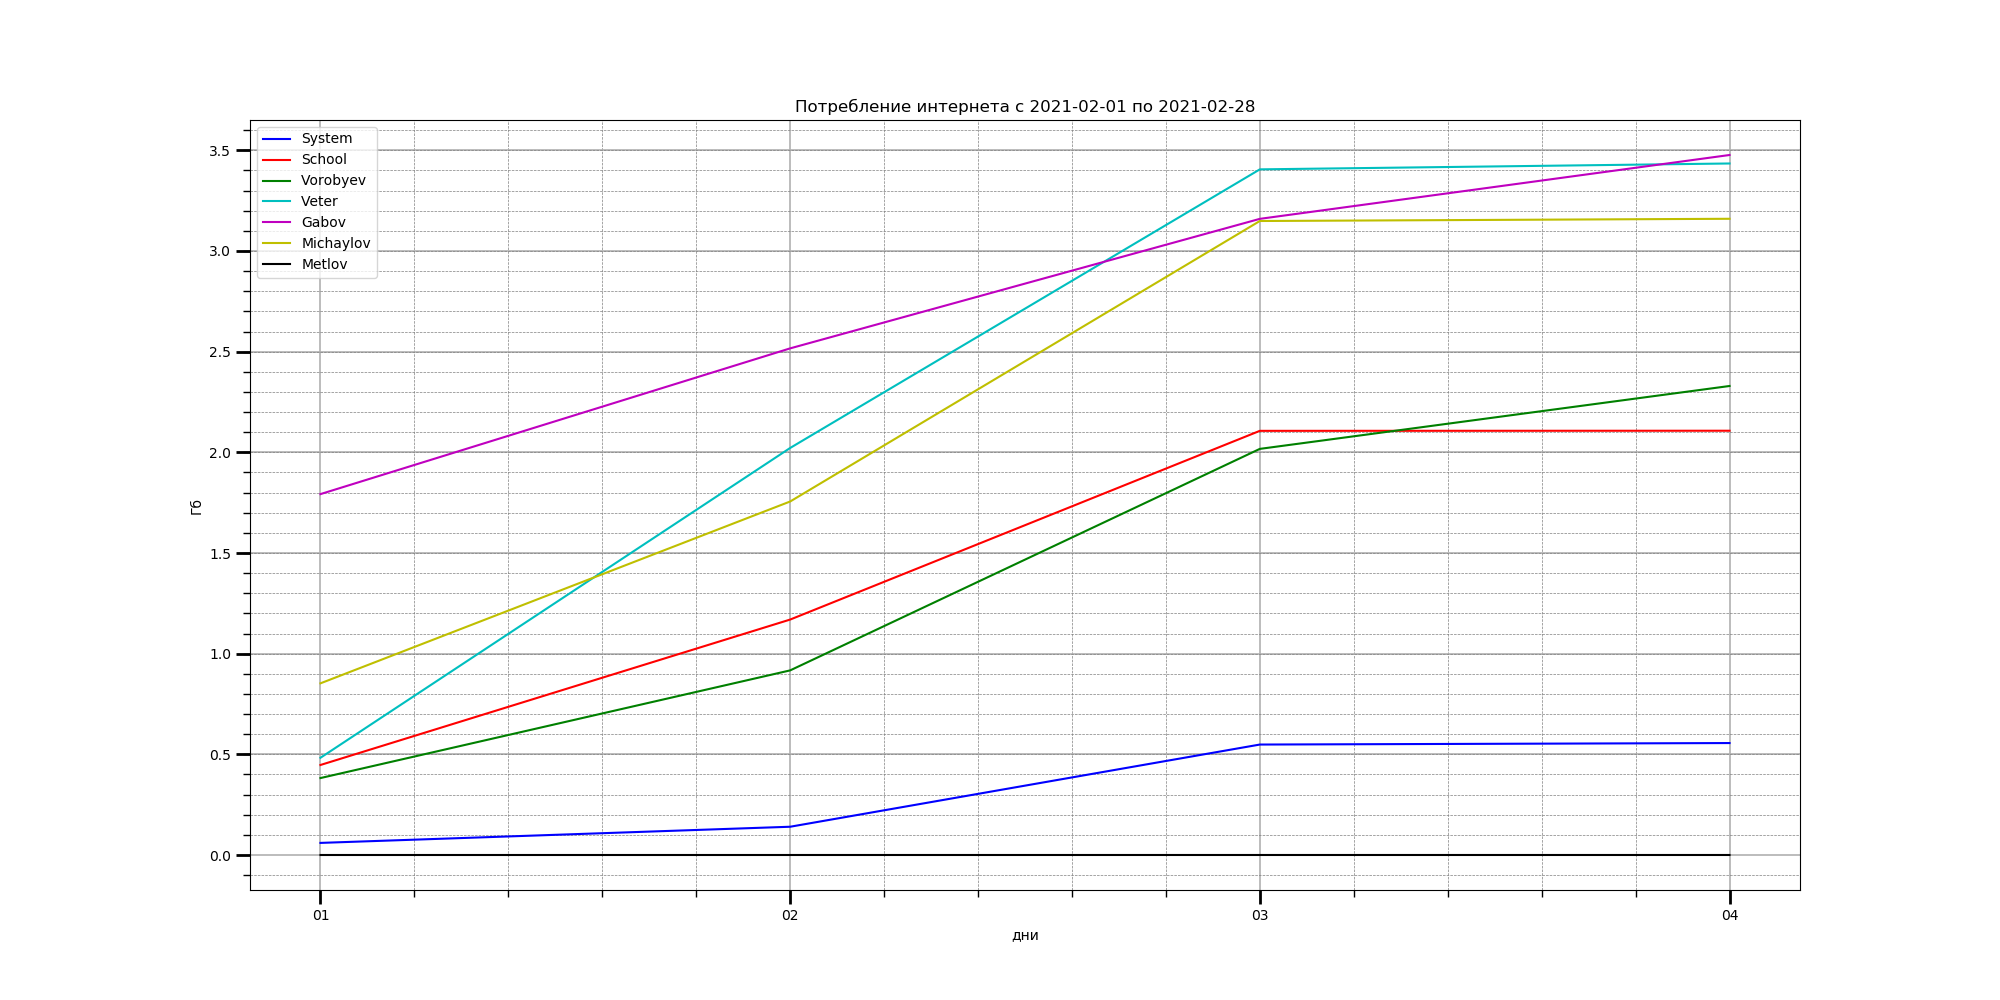 Потребление интернета с 2021-02-01 по 2021-02-28
System
School
Vorobyev
Veter
Gabov
Michaylov
Metlov
3.5
3.0
2.5
2.0
1.5
1.0
0.5
0.0
Гб
01 02 03 04
дни